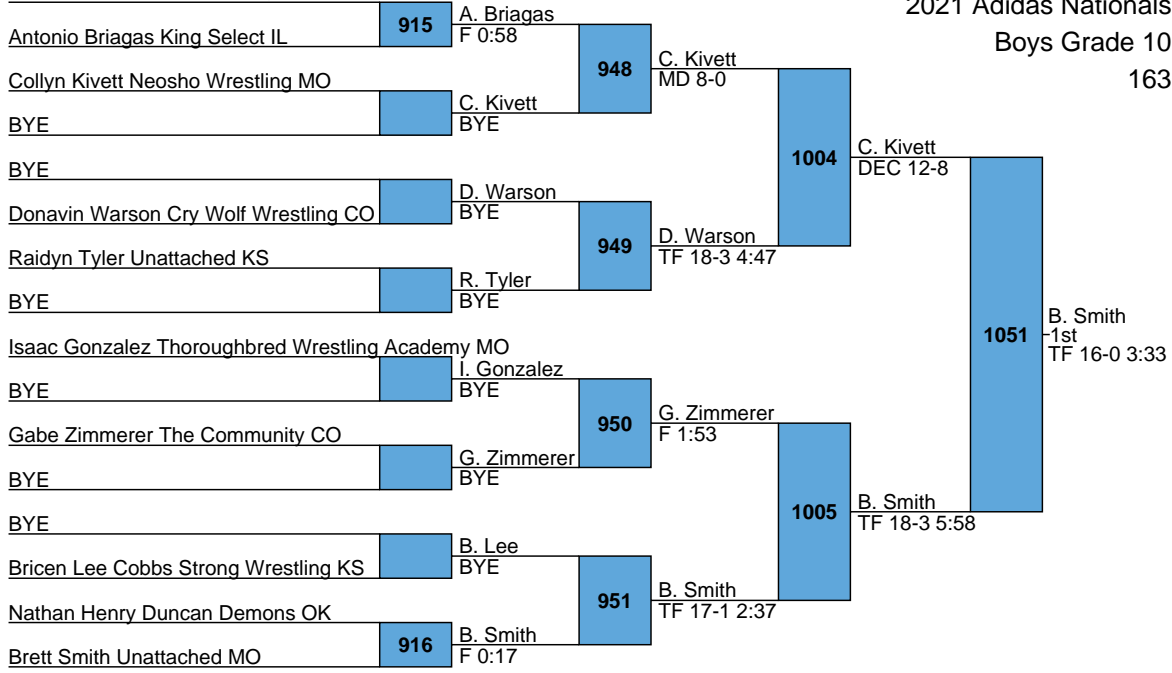 2021 Adidas Nationals
Boys Grade 10
163
Antonio Briagas King Select IL
Collyn Kivett Neosho Wrestling MO
BYE
BYE
Donavin Warson Cry Wolf Wrestling CO
Raidyn Tyler Unattached KS
BYE
Isaac Gonzalez Thoroughbred Wrestling Academy MO
BYE
Gabe Zimmerer The Community CO
BYE
BYE
Bricen Lee Cobbs Strong Wrestling KS
Nathan Henry Duncan Demons OK
Brett Smith Unattached MO
915
916
A. Briagas
F 0:58
C. Kivett
BYE
D. Warson
BYE
R. Tyler
BYE
I. Gonzalez
BYE
G. Zimmerer
BYE
B. Lee
BYE
B. Smith
F 0:17
948
949
950
951
C. Kivett
MD 8-0
D. Warson
TF 18-3 4:47
G. Zimmerer
F 1:53
B. Smith
TF 17-1 2:37
1004
1005
C. Kivett
DEC 12-8
B. Smith
TF 18-3 5:58
1051
B. Smith
1st
TF 16-0 3:33